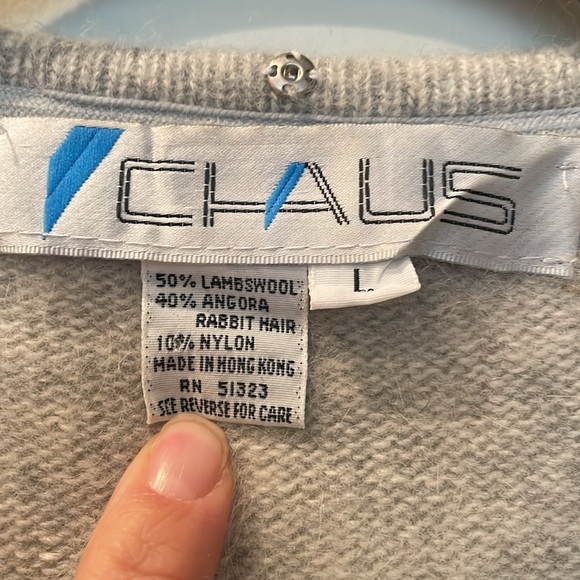 CHAUS
L
50% LAMBSWOOL
40% ANGORA
RABBIT HAIR
10% NYLON
MADE IN HONG KONG
RN 51323
SEE REVERSE FOR CARE